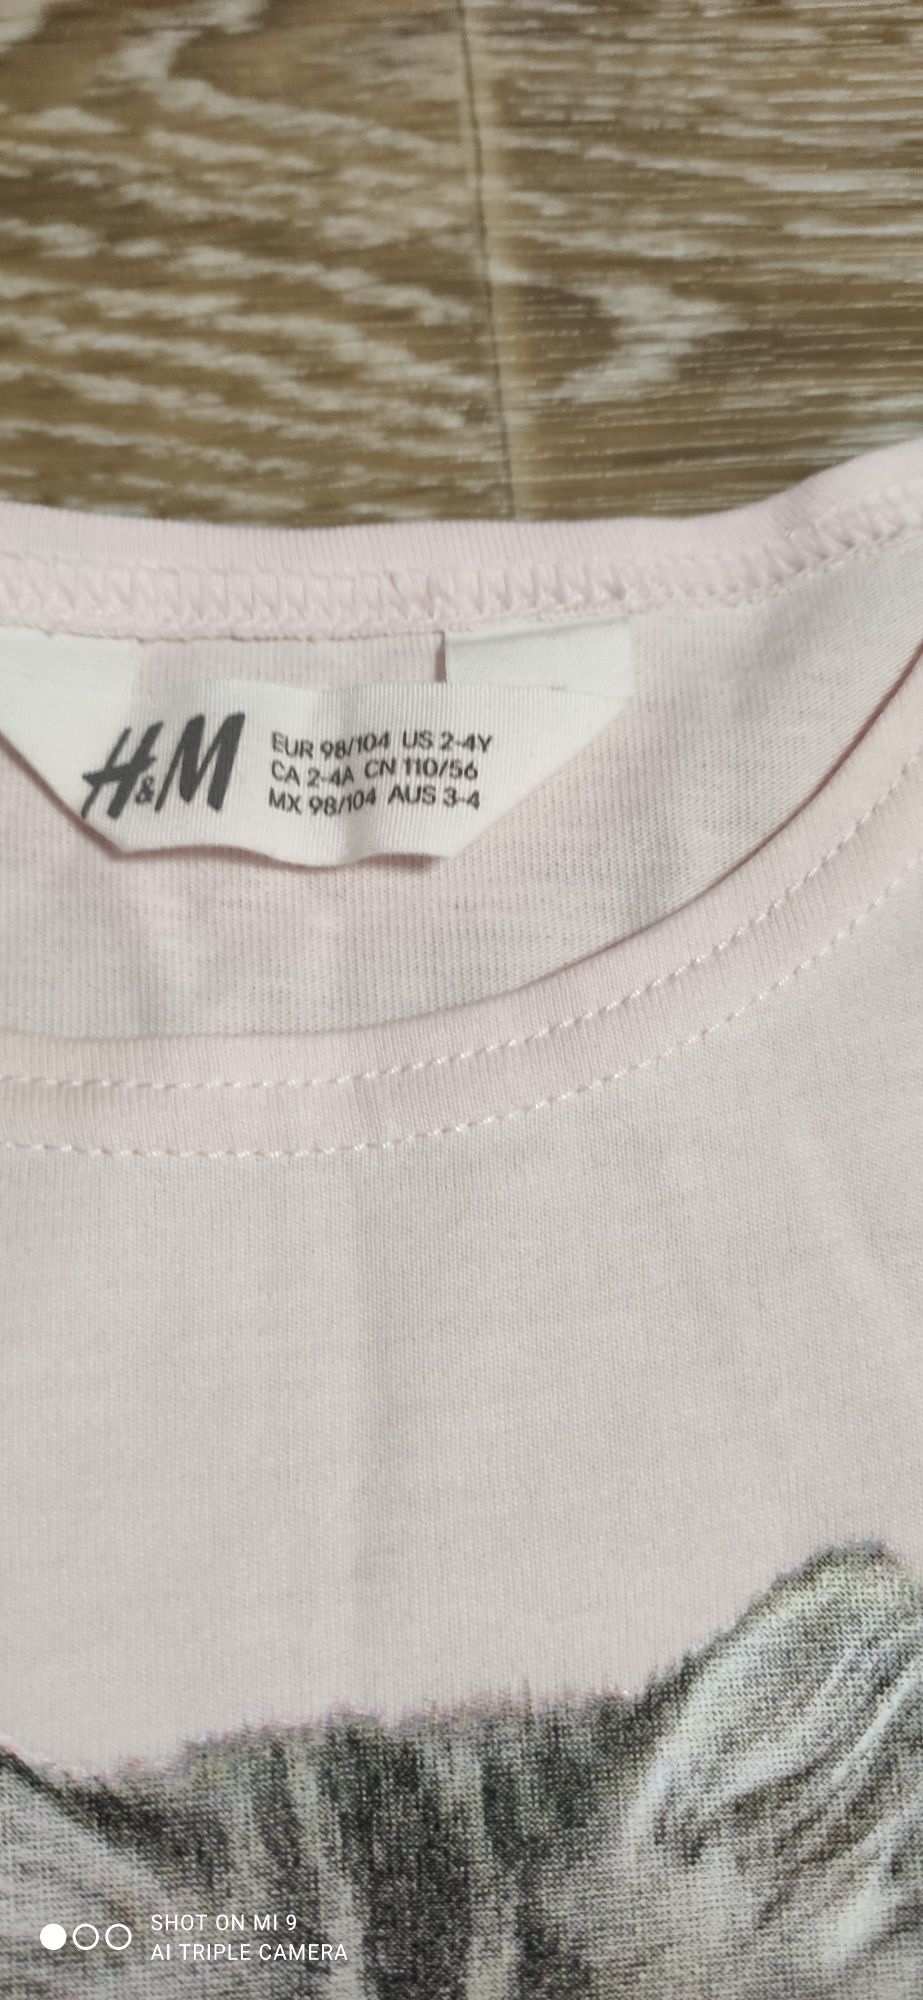 H&M
EUR 98/104 US 2-4Y
CA 2-4A CN 110/56
MX 98/104 AUS 3-4
SHOT ON MI 9
AI TRIPLE CAMERA